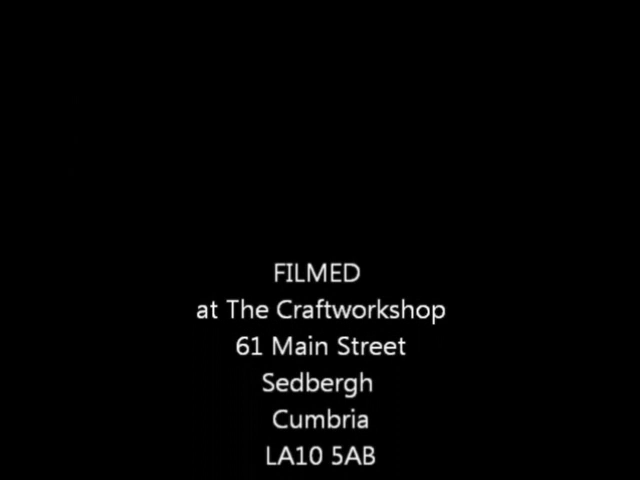 FILMED
at The Craftworkshop
61 Main Street
Sedbergh
Cumbria
LA10 5AB